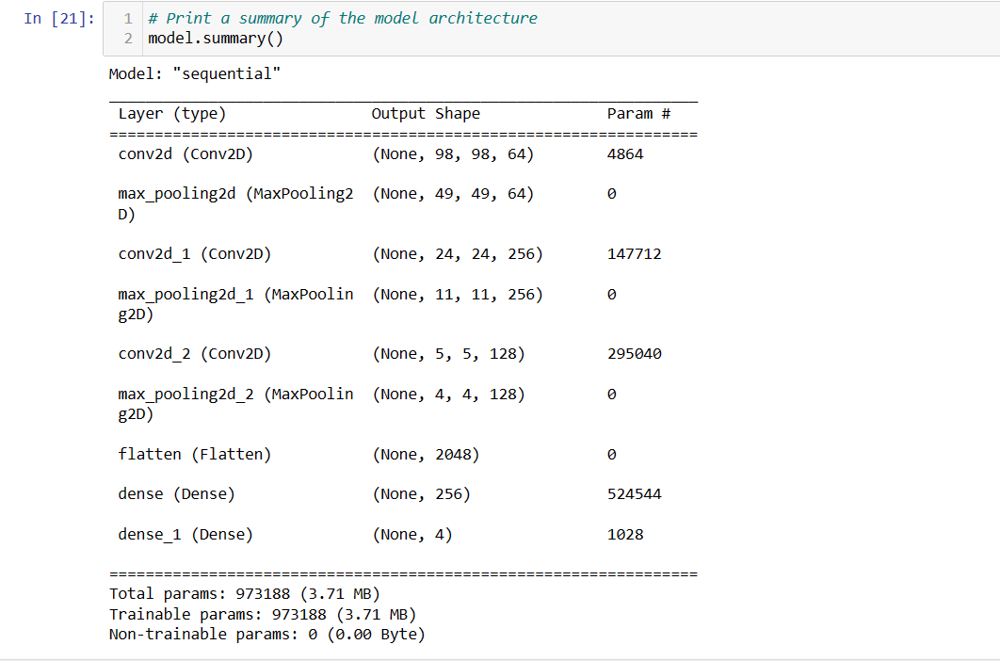 In [21]:
1 # Print a summary of the model architecture
2 model.summary()
Model: "sequential"
_________________________________________________________________
Layer (type) Output Shape Param #
=================================================================
conv2d (Conv2D) (None, 98, 98, 64) 4864
max_pooling2d (MaxPooling2 (None, 49, 49, 64) 0
D)
conv2d_1 (Conv2D) (None, 24, 24, 256) 147712
max_pooling2d_1 (MaxPoolin (None, 11, 11, 256) 0
g2D)
conv2d_2 (Conv2D) (None, 5, 5, 128) 295040
max_pooling2d_2 (MaxPoolin (None, 4, 4, 128) 0
g2D)
flatten (Flatten) (None, 2048) 0
dense (Dense) (None, 256) 524544
dense_1 (Dense) (None, 4) 1028
=================================================================
Total params: 973188 (3.71 MB)
Trainable params: 973188 (3.71 MB)
Non-trainable params: 0 (0.00 Byte)